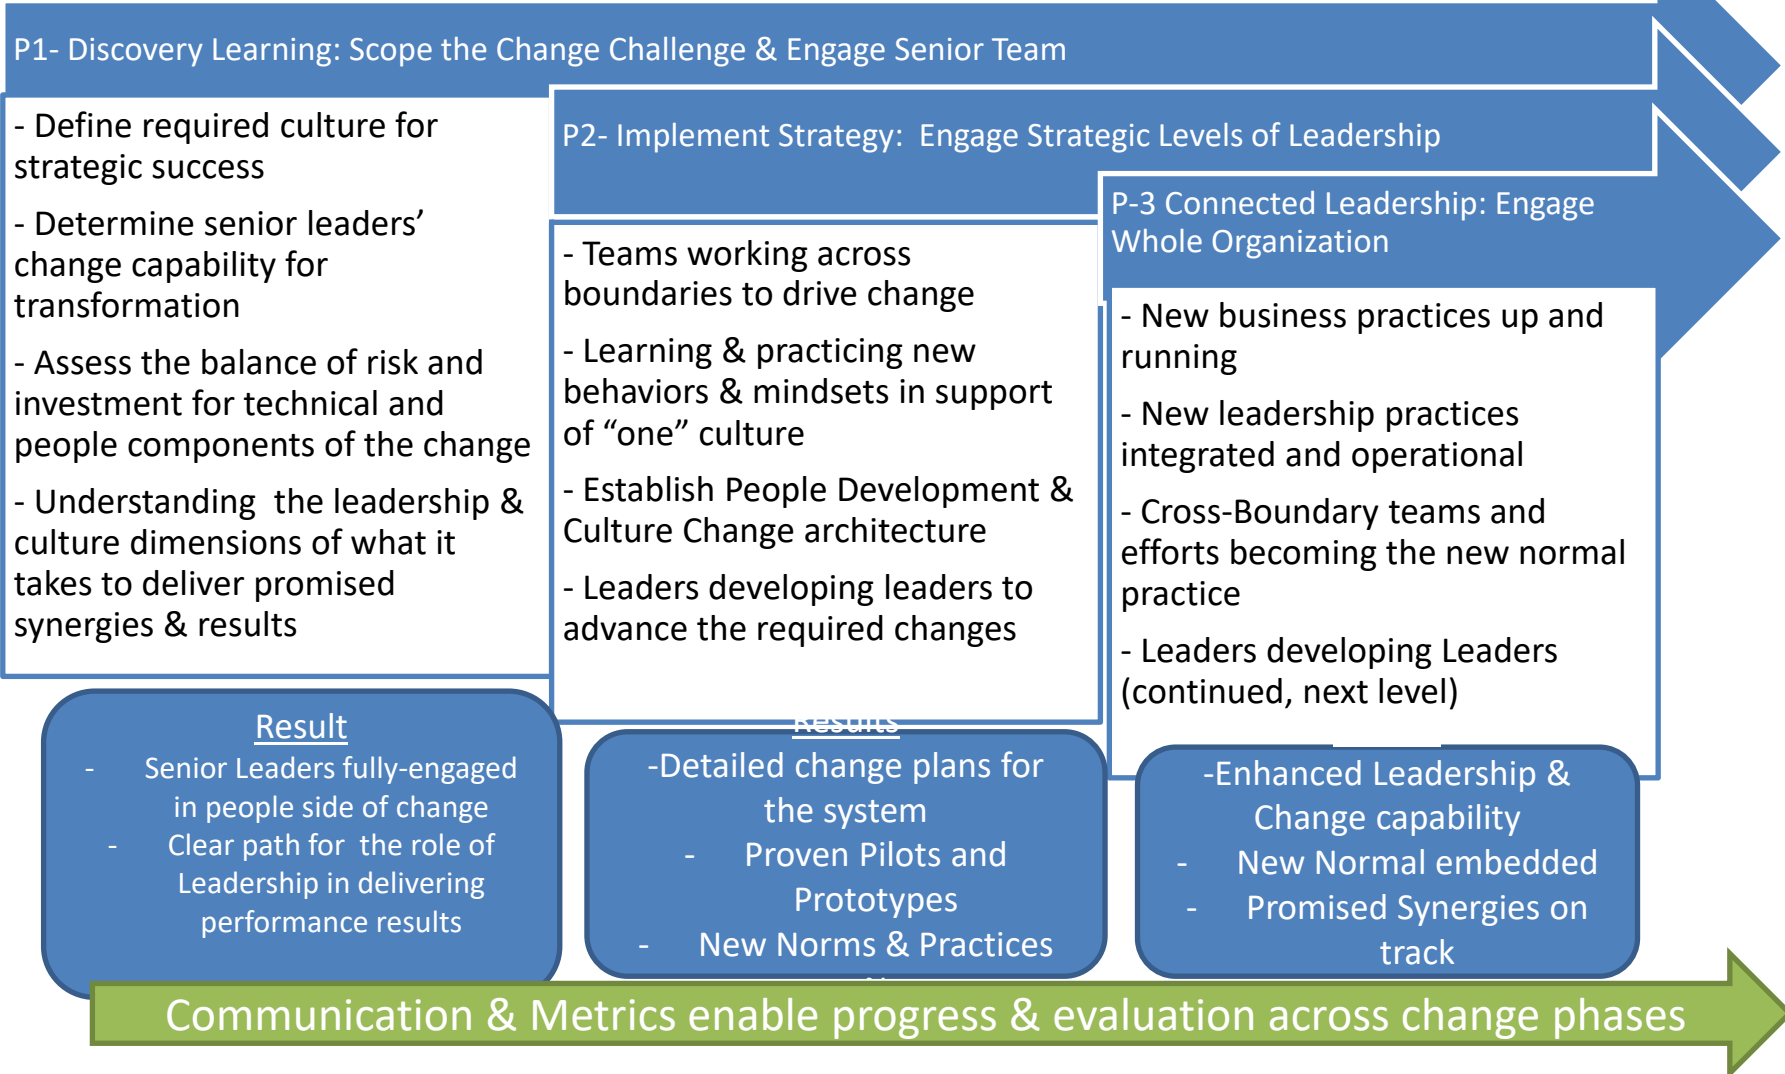 P1- Discovery Learning: Scope the Change Challenge & Engage Senior Team
- Define required culture for
strategic success
- Determine senior leaders’
change capability for
transformation
- Assess the balance of risk and
investment for technical and
people components of the change
- Understanding the leadership &
culture dimensions of what it
takes to deliver promised
synergies & results
P2- Implement Strategy: Engage Strategic Levels of Leadership
- Teams working across
boundaries to drive change
- Learning & practicing new
behaviors & mindsets in support
of “one” culture
- Establish People Development &
Culture Change architecture
- Leaders developing leaders to
advance the required changes
P-3 Connected Leadership: Engage
Whole Organization
- New business practices up and
running
- New leadership practices
integrated and operational
- Cross-Boundary teams and
efforts becoming the new normal
practice
- Leaders developing Leaders
(continued, next level)
Result
- Senior Leaders fully-engaged
in people side of change
- Clear path for the role of
Leadership in delivering
performance results
Results
-Detailed change plans for
the system
- Proven Pilots and
Prototypes
- New Norms & Practices
-Enhanced Leadership &
Change capability
- New Normal embedded
- Promised Synergies on
track
Communication & Metrics enable progress & evaluation across change phases